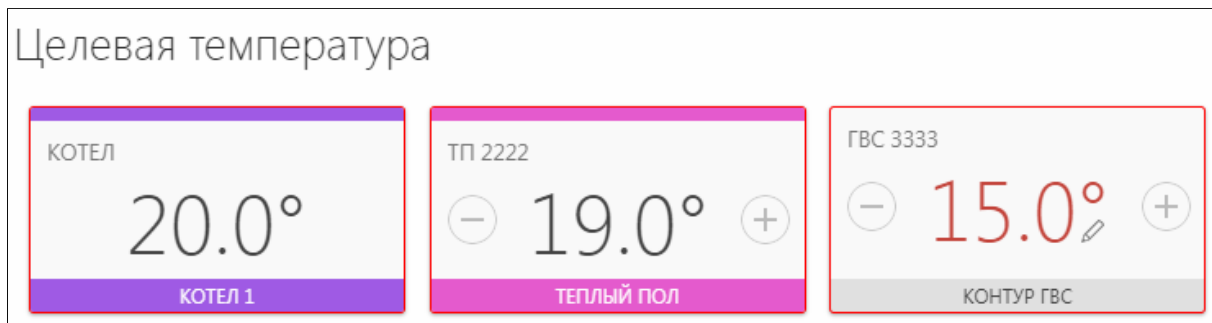 Целевая температура
КОТЕЛ
20.0°
КОТЕЛ 1
ТП 2222
19.0°
ТЕПЛЫЙ ПОЛ
ГВС 3333
15.0°
КОНТУР ГВС